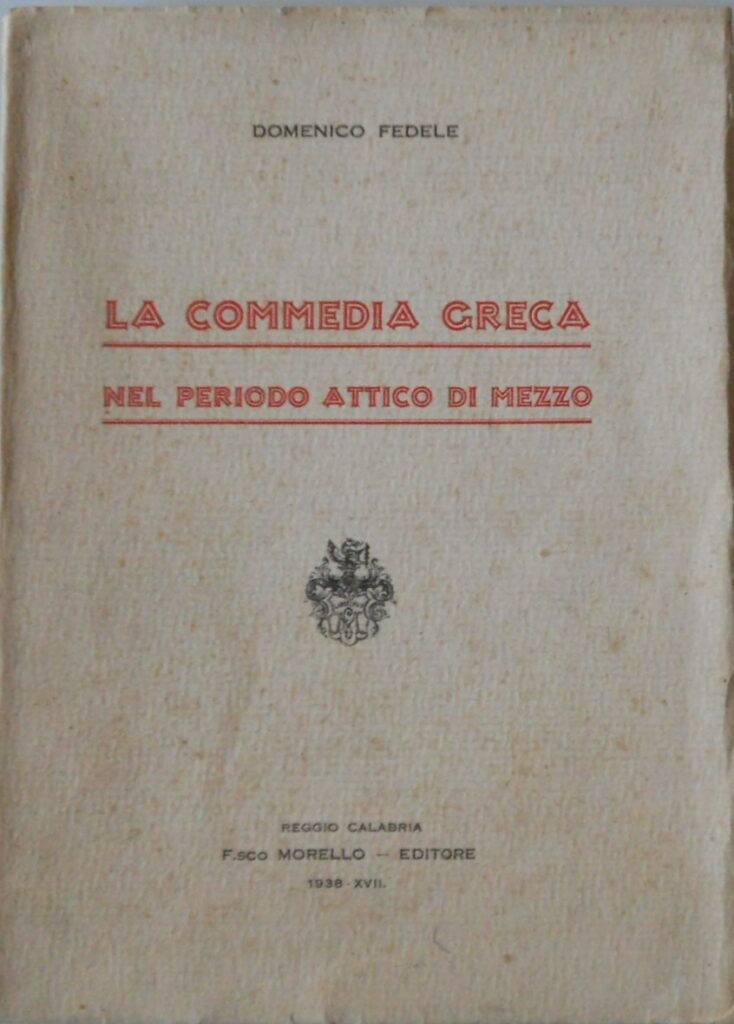 DOMENICO FEDELE
LA COMMEDIA GRECA
NEL PERIODO ATTICO DI MEZZO
REGGIO CALABRIA
F.SCO MORELLO - EDITORE
1938 - XVII.